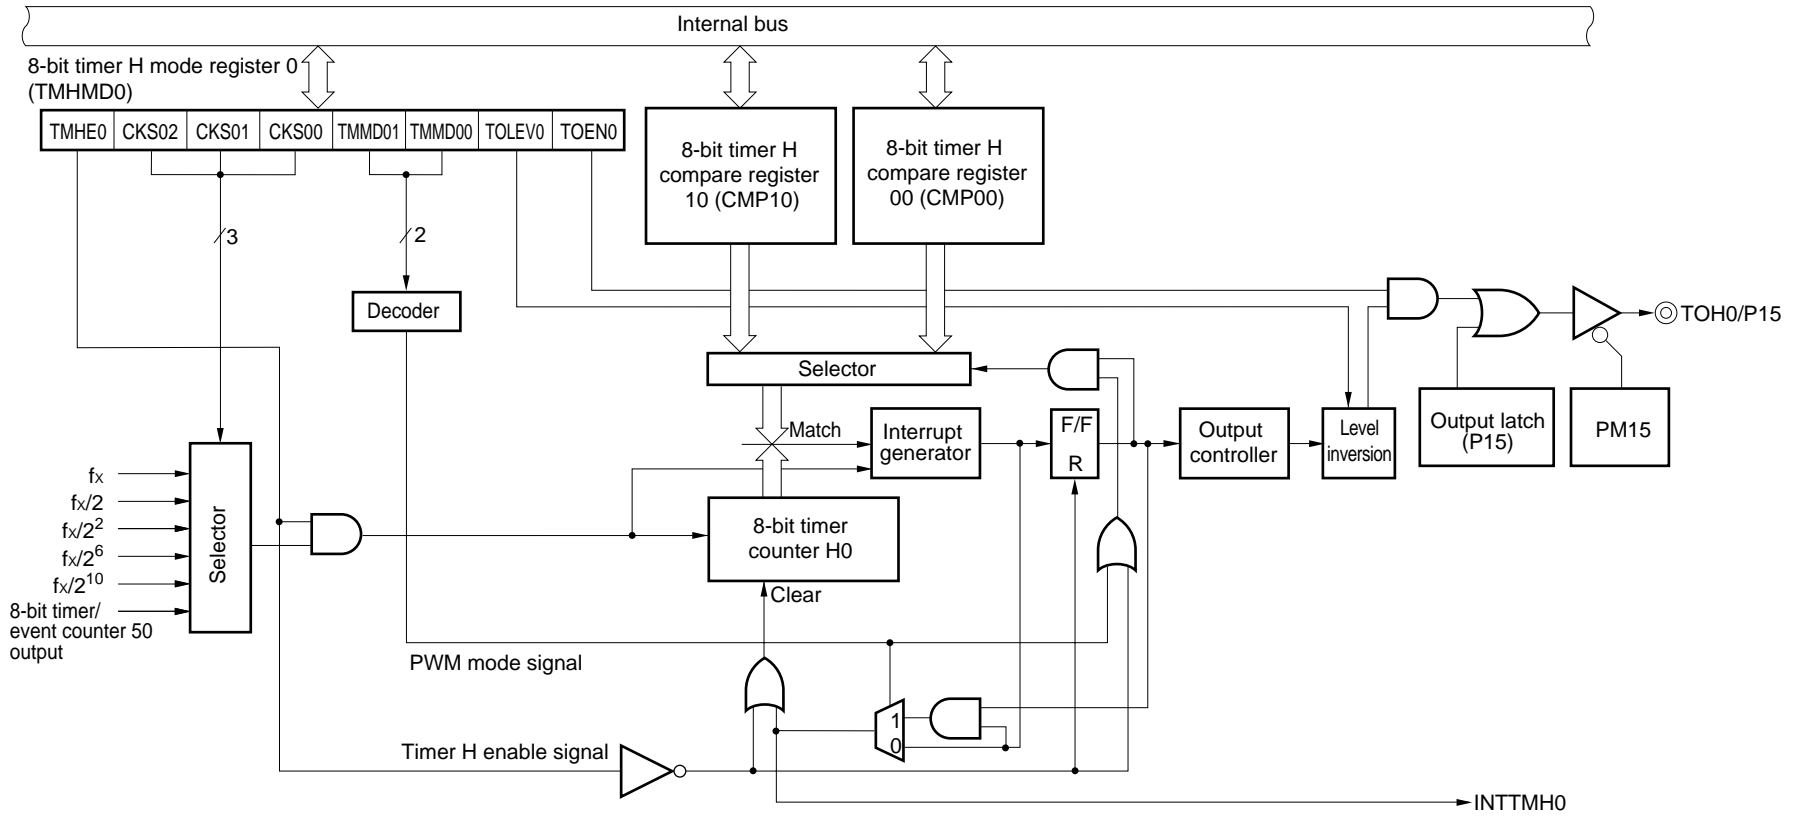 Internal bus
8-bit timer H mode register 0
(TMHMD0)
TMHE0 CKS02 CKS01 CKS00 TMMD01 TMMD00 TOLEV0 TOEN0
8-bit timer H
compare register
10 (CMP10)
8-bit timer H
compare register
00 (CMP00)
3
2
Decoder
TOH0/P15
Selector
Match
Interrupt
generator
F/F
R
Output
controller
Level
inversion
Output latch
(P15)
PM15
fX
fX/2
fX/2²
fX/2⁶
fX/2¹⁰
8-bit timer/
event counter 50
output
Selector
8-bit timer
counter H0
Clear
PWM mode signal
1
0
Timer H enable signal
INTTMH0